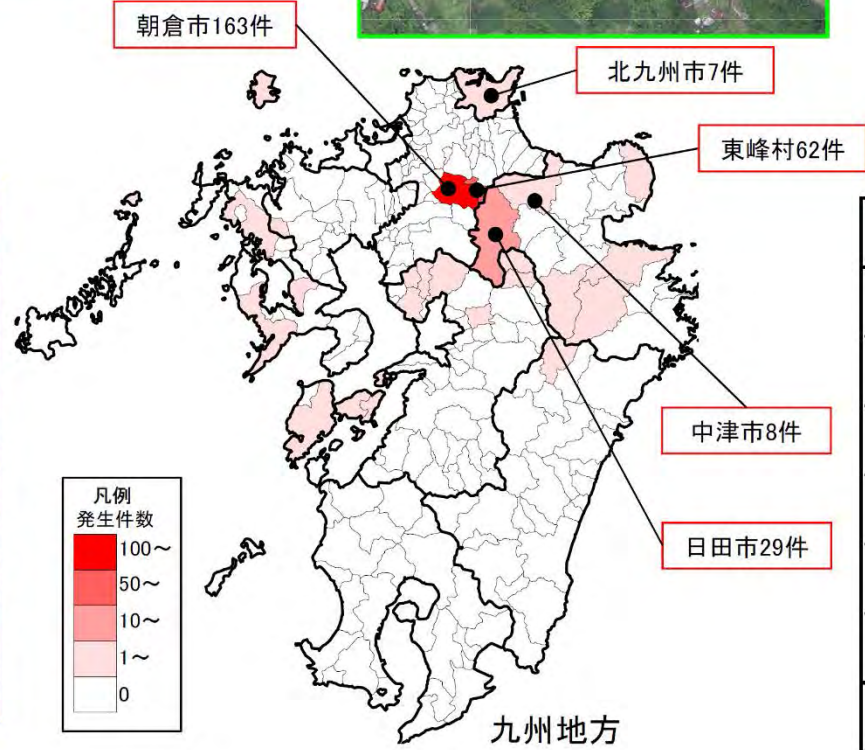 朝倉市163件
北九州市7件
東峰村62件
中津市8件
日田市29件
凡例
発生件数
100～
50～
10～
1～
0
九州地方